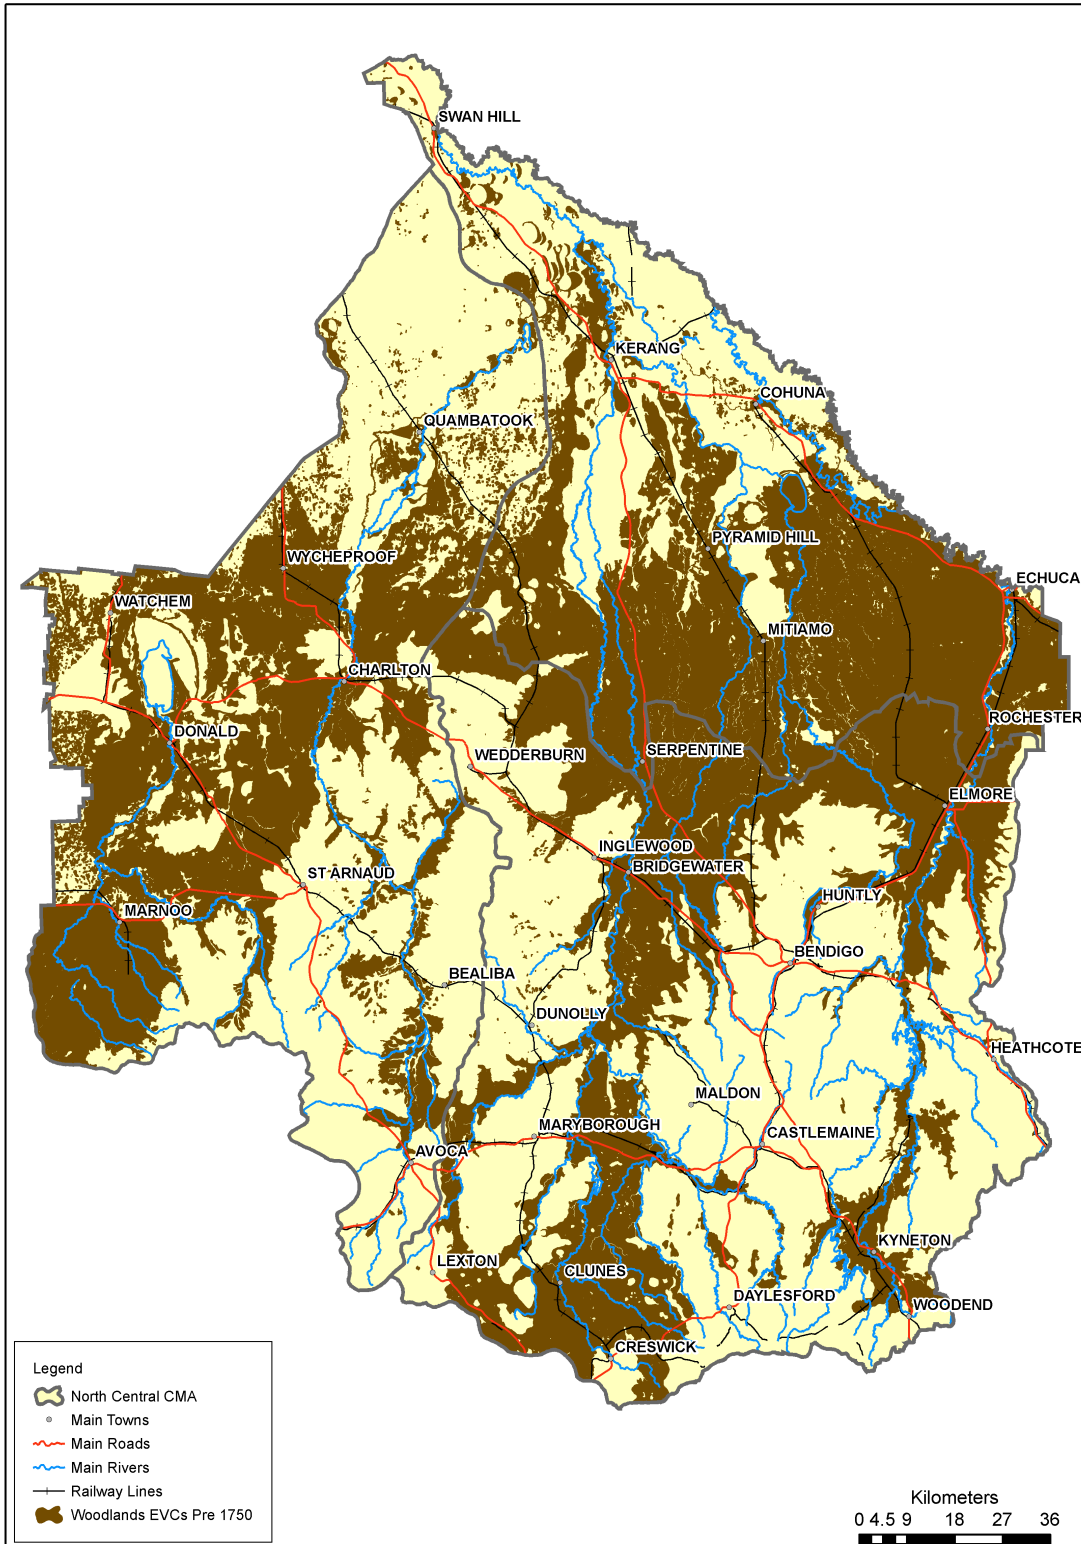 SWAN HILL
KERANG
COHUNA
QUAMBATOOK
PYRAMID HILL
WYCHEPROOF
ECHUCA
WATCHEM
MITIAMO
CHARLTON
ROCHESTER
DONALD
SERPENTINE
WEDDERBURN
ELMORE
INGLEWOOD
BRIDGEWATER
ST ARNAUD
HUNTLY
MARNOO
BENDIGO
BEALIBA
DUNOLLY
HEATHCOTE
MALDON
MARYBOROUGH
CASTLEMAINE
AVOCA
KYNETON
LEXTON
CLUNES
DAYLESFORD
WOODEND
CRESWICK
Legend
North Central CMA
Main Towns
Main Roads
Main Rivers
Railway Lines
Woodlands EVCs Pre 1750
Kilometers
0 4.5 9 18 27 36